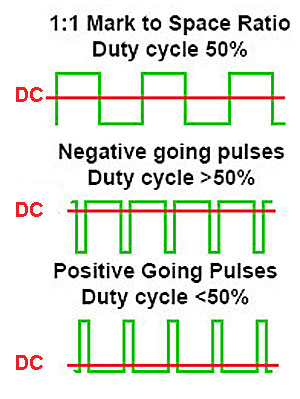 1:1 Mark to Space Ratio
Duty cycle 50%
DC
Negative going pulses
Duty cycle >50%
DC
Positive Going Pulses
Duty cycle <50%
DC